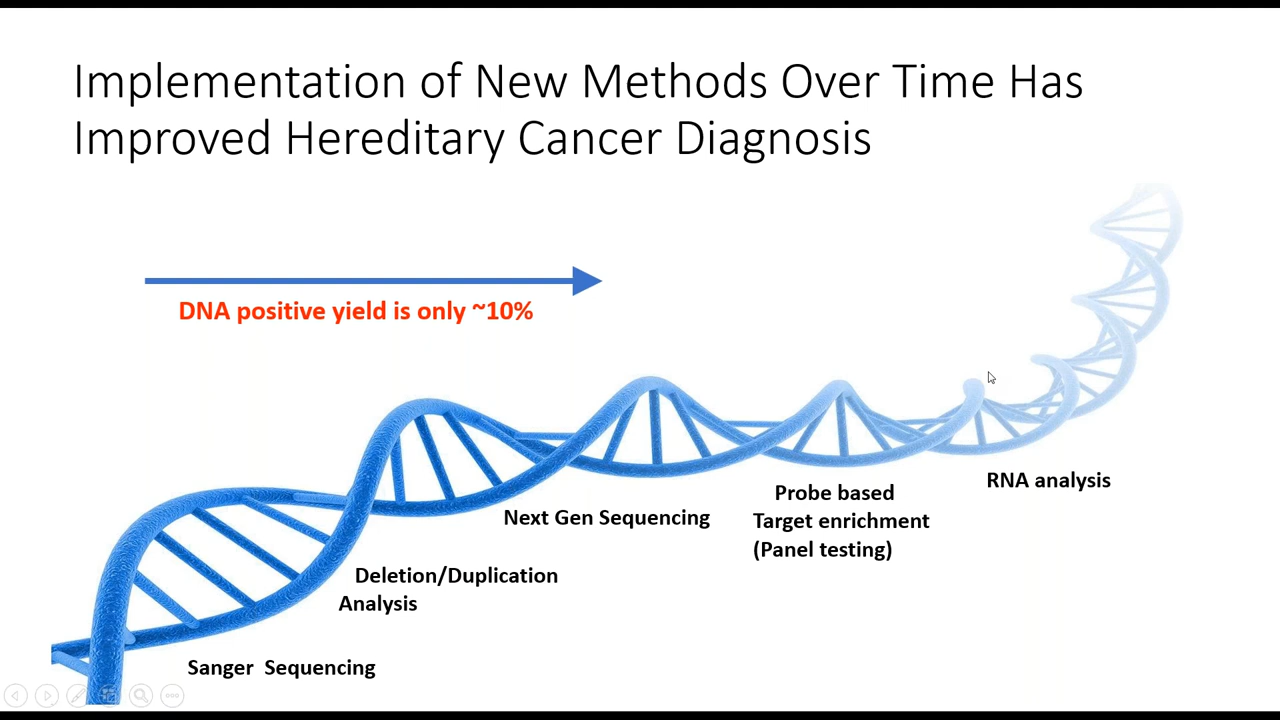 Implementation of New Methods Over Time Has
Improved Hereditary Cancer Diagnosis
DNA positive yield is only ~10%
RNA analysis
Probe based
Target enrichment
(Panel testing)
Next Gen Sequencing
Deletion/Duplication
Analysis
Sanger Sequencing